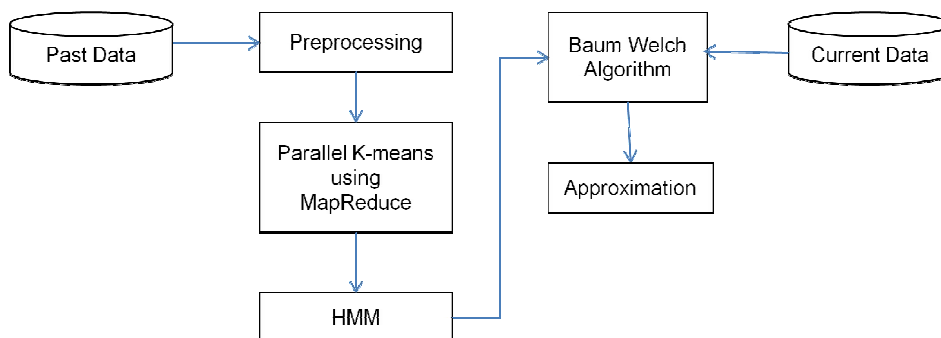 Past Data
Preprocessing
Parallel K-means
using
MapReduce
HMM
Baum Welch
Algorithm
Current Data
Approximation